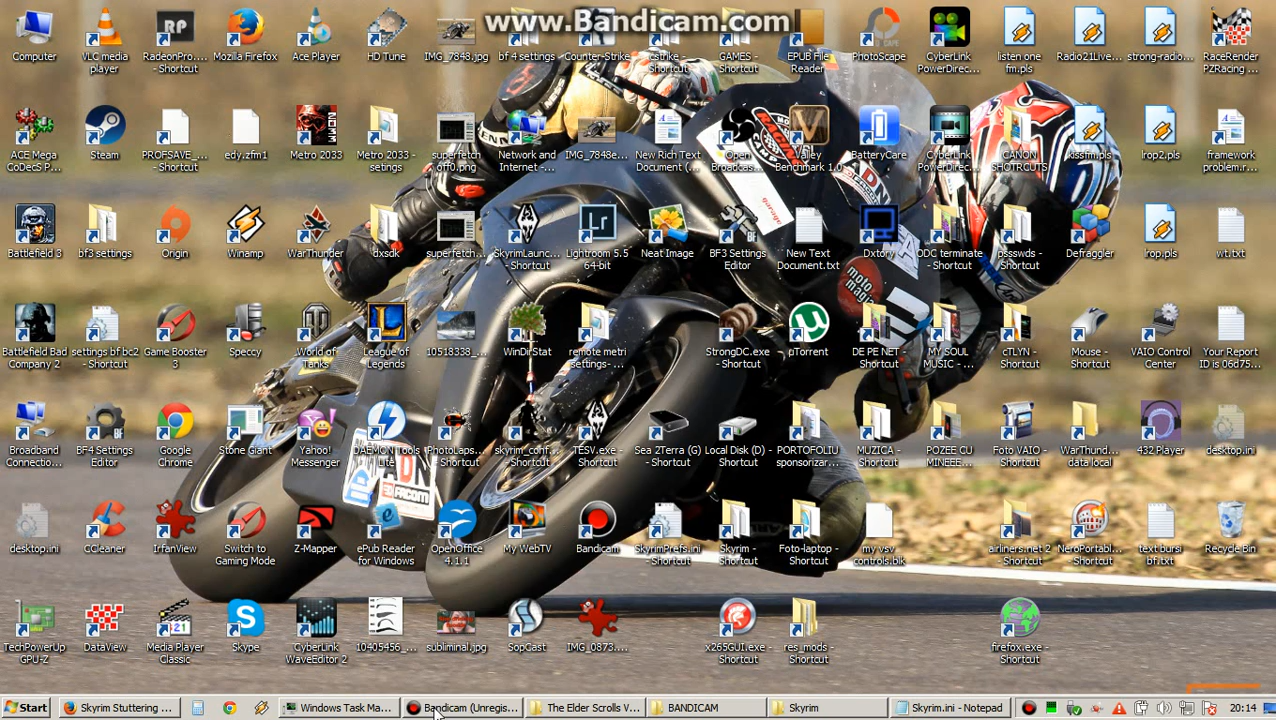 www.Bandicam.com
Computer
VLC media player
RadeonPro.... - Shortcut
Mozilla Firefox
Ace Player
HD Tune
IMG_7848.jpg
bf 4 settings
Counter-Strike
cstrike - Shortcut
GAMES - Shortcut
EPUB File Reader
PhotoScape
CyberLink PowerDirec...
listen one fm.pls
Radio21Live...
strong-radio...
RaceRender PZRacing ...
ACE Mega CoDecS P...
Steam
PROFSAVE_... - Shortcut
edy.zfm1
Metro 2033
Metro 2033 - setings
superfetch off0.png
Network and Internet -...
IMG_7848e...
New Rich Text Document (...
Open Broadcas...
Valley Benchmark 1.0
BatteryCare
CyberLink PowerDirec...
CANON SHOTRCUTS
kissfm.pls
lrop2.pls
framework problem.r...
Battlefield 3
bf3 settings
Origin
Winamp
WarThunder
dxsdk
superfetch...
SkyrimLaunc... - Shortcut
Lightroom 5.5 64-bit
Neat Image
BF3 Settings Editor
New Text Document.txt
Dxtory
ODC terminate - Shortcut
pssswds - Shortcut
Defraggler
rop.pls
wt.txt
Battlefield Bad Company 2
settings bf bc2 - Shortcut
Game Booster 3
Speccy
World of Tanks
League of Legends
10518338_...
WinDirStat
remote metri settings- ...
StrongDC.exe - Shortcut
µTorrent
DE PE NET - Shortcut
MY SOUL MUSIC - ...
cTLYN - Shortcut
Mouse - Shortcut
VAIO Control Center
Your Report ID is 06d75...
Broadband Connectio...
BF4 Settings Editor
Google Chrome
Stone Giant
Yahoo! Messenger
DAEMON Tools Lite
PhotoLaps... - Shortcut
skyrim_conf... - Shortcut
TESV.exe - Shortcut
Sea 2Terra (G) - Shortcut
Local Disk (D) - Shortcut
PORTOFOLIU sponsorizar...
MUZICA - Shortcut
POZEE CU MINEEE...
Foto VAIO - Shortcut
WarThunder data local
432 Player
desktop.ini
desktop.ini
CCleaner
IrfanView
Switch to Gaming Mode
Z-Mapper
ePub Reader for Windows
OpenOffice 4.1.1
My WebTV
Bandicam
SkyrimPrefs.ini - Shortcut
Skyrim - Shortcut
Foto-laptop - Shortcut
my vsv controls.blk
airliners.net 2 - Shortcut
NeroPortabl... - Shortcut
text bursi bf.txt
Recycle Bin
TechPowerUp GPU-Z
DataView
Media Player Classic
Skype
CyberLink WaveEditor 2
10405456_...
subliminal.jpg
SopCast
IMG_0873....
x265GUI.exe - Shortcut
res_mods - Shortcut
firefox.exe - Shortcut
Start
Skyrim Stuttering ...
Windows Task Ma...
Bandicam (Unregis...
The Elder Scrolls V...
BANDICAM
Skyrim
Skyrim.ini - Notepad
20:14